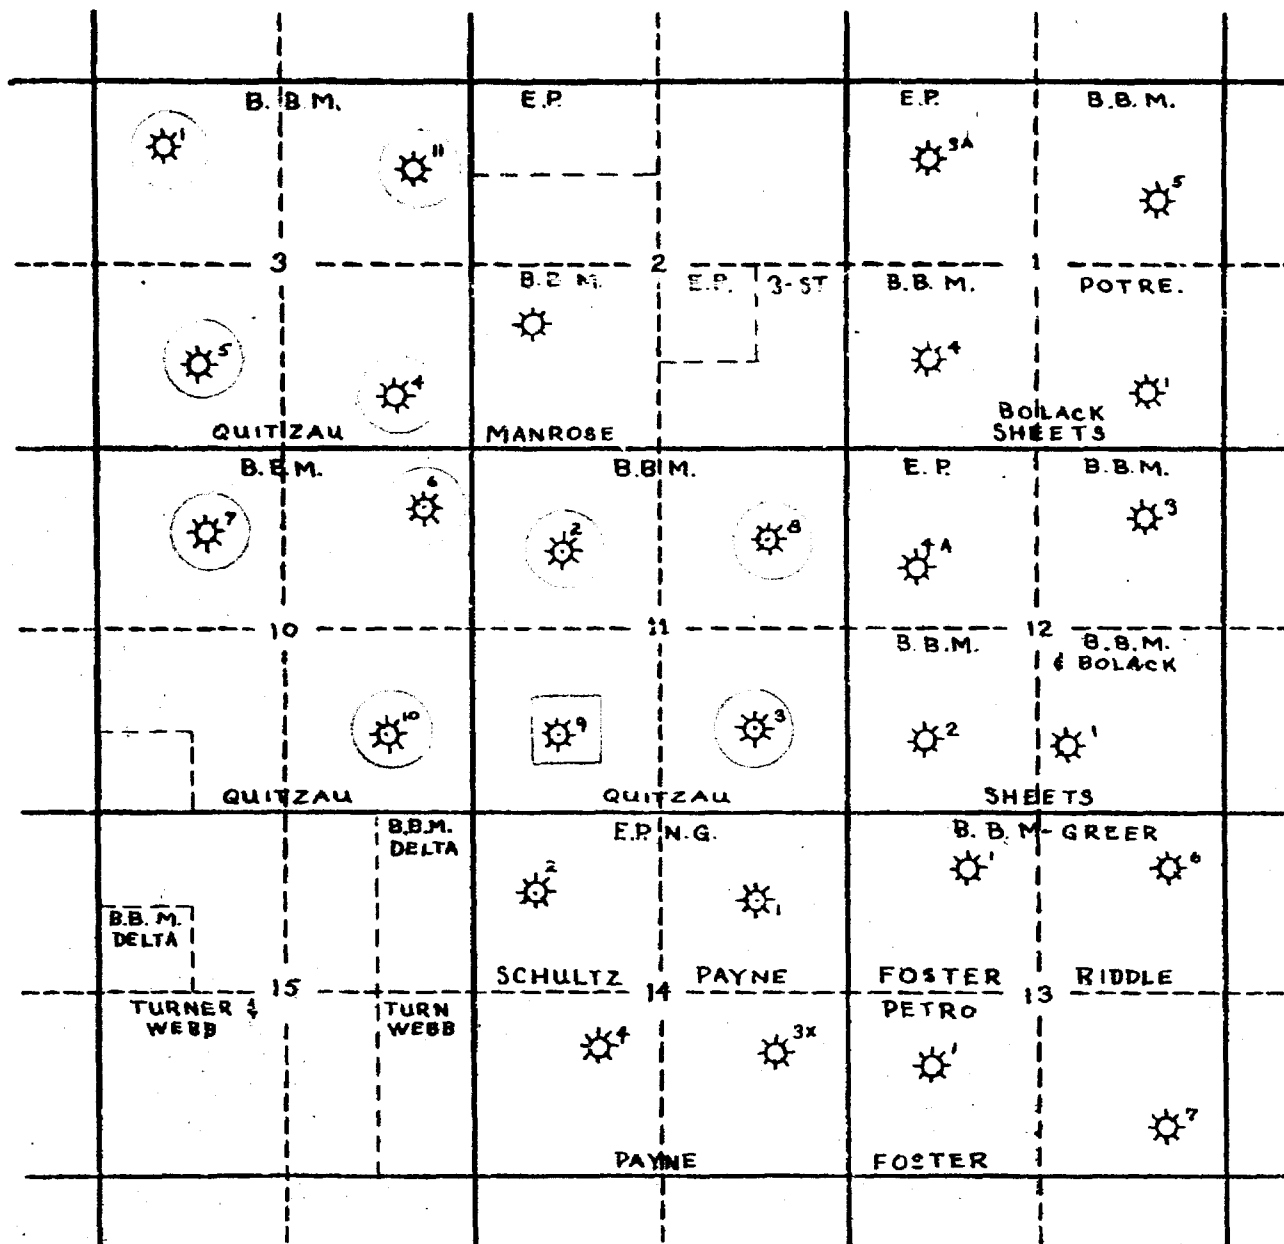 B. B. M. E.P. E.P. B.B.M.
1 11 3A 5
3 2 1
B. B. M. E.P. 3-ST B.B. M. POTRE.
5 4 4 1
BOLACK
QUITZAU MANROSE SHEETS
B.B.M. B.B.M. E.P. B.B.M.
7 6 2 8 4A 3
10 11 12
B.B.M. B.B.M.
& BOLACK
10 9 3 2 1
QUITZAU QUITZAU SHEETS
B.B.M. E.P. N.G. B. B. M-GREER
DELTA
2 1 1 6
B.B. M.
DELTA
SCHULTZ PAYNE FOSTER RIDDLE
15 14 13
TURNER & TURN PETRO
WEBB WEBB
4 3X 1 7
PAYNE FOSTER